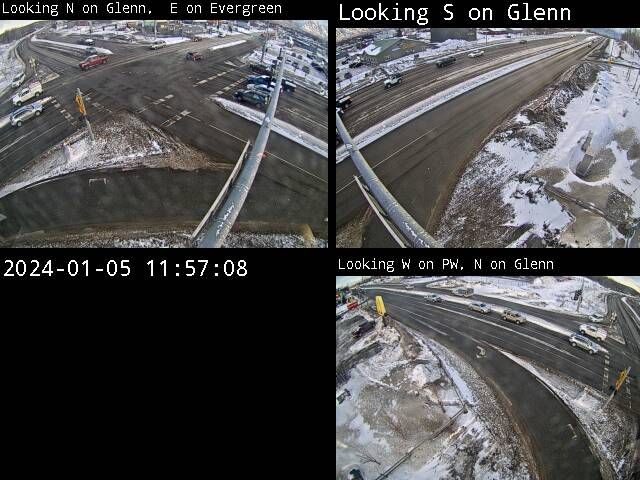 Looking N on Glenn, E on Evergreen
Looking S on Glenn
2024-01-05 11:57:08
Looking W on PW, N on Glenn